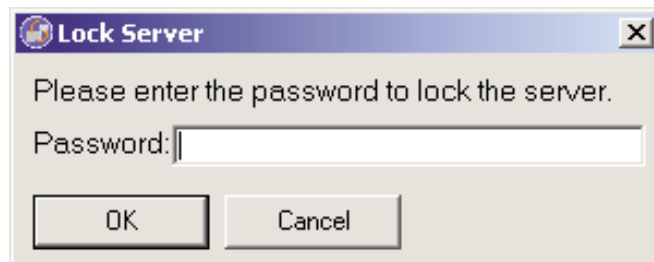 Lock Server
Please enter the password to lock the server.
Password:
OK Cancel